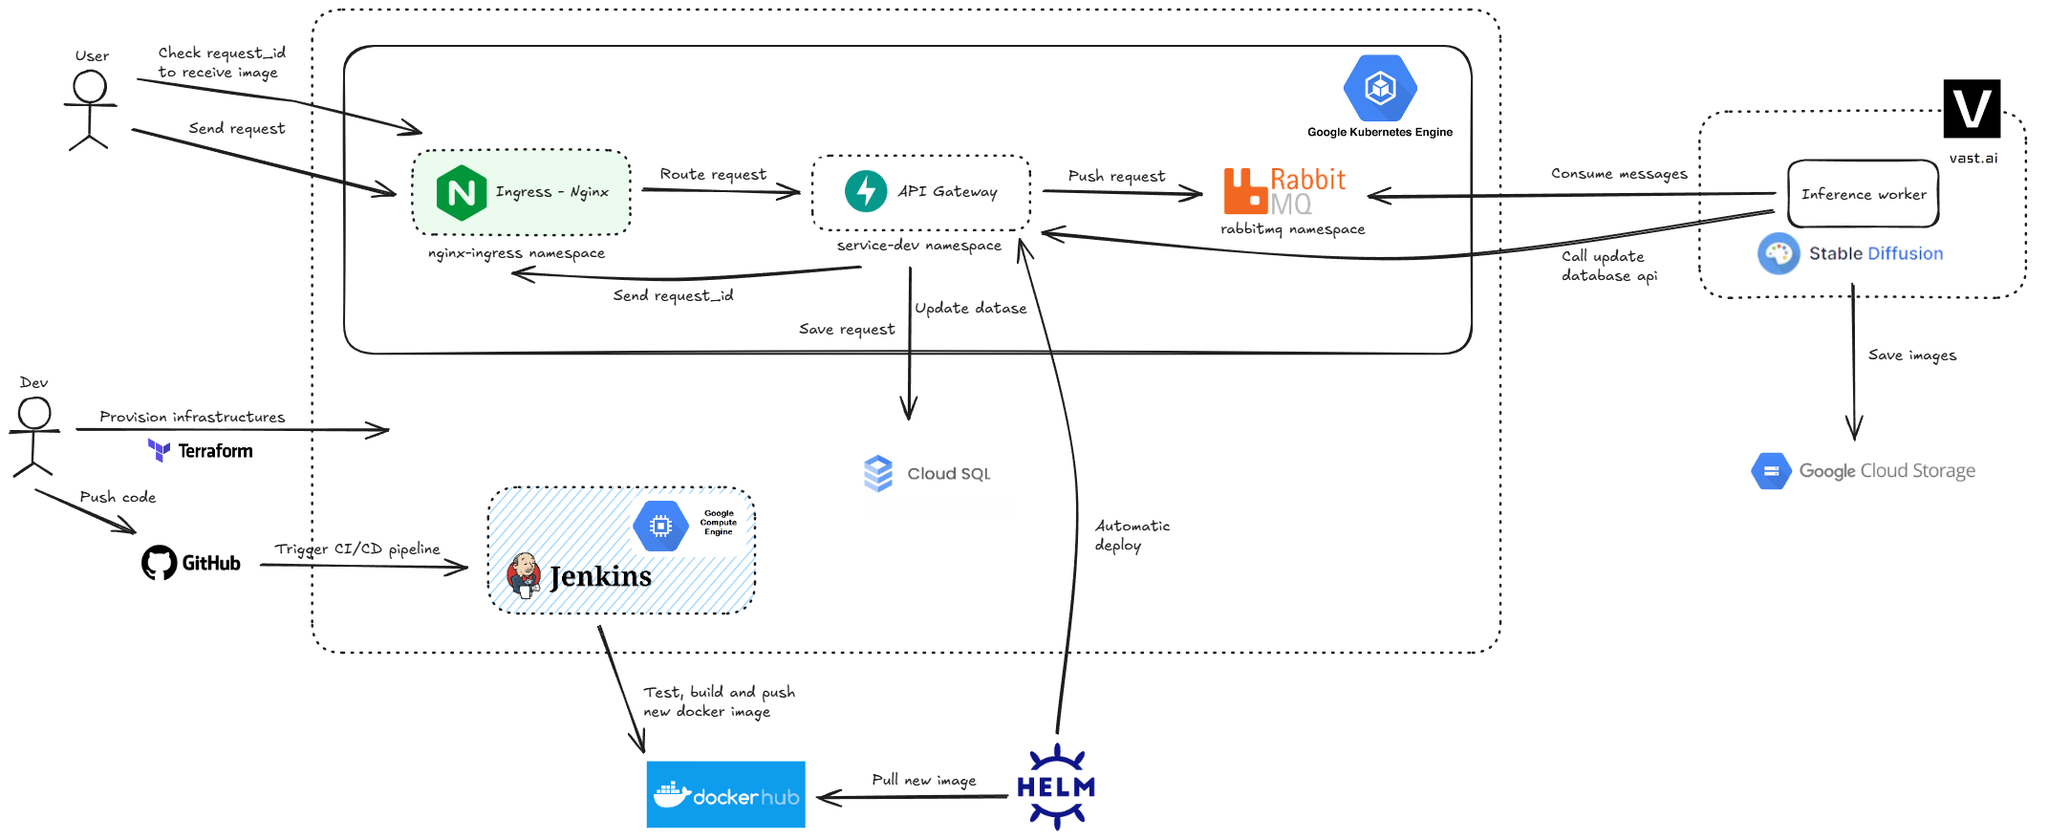 User
Check request_id
to receive image
Send request
Google Kubernetes Engine
V
vast.ai
N
Ingress - Nginx
nginx-ingress namespace
Route request
API Gateway
service-dev namespace
Push request
Rabbit
MQ
rabbitmq namespace
Consume messages
Inference worker
Stable Diffusion
Call update
database api
Send request_id
Update datase
Save request
Save images
Dev
Provision infrastructures
Terraform
Push code
GitHub
Trigger CI/CD pipeline
Google
Compute
Engine
Jenkins
Cloud SQL
Google Cloud Storage
Automatic
deploy
Test, build and push
new docker image
dockerhub
Pull new image
HELM